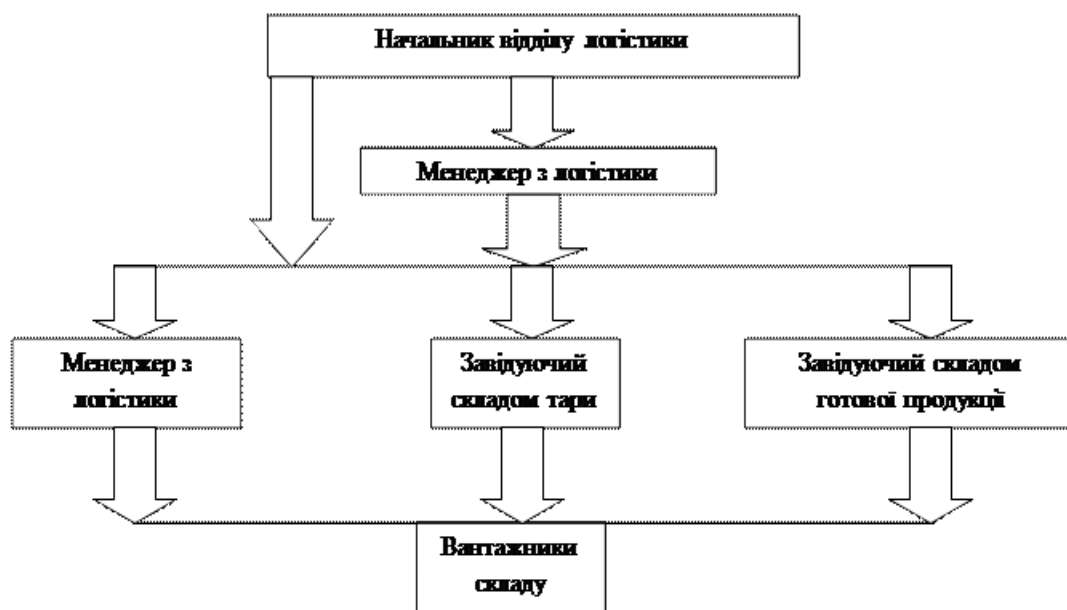 Начальник відділу логістики
Менеджер з логістики
Менеджер з
логістики
Завідуючий
складом тари
Завідуючий складом
готової продукції
Вантажники
складу